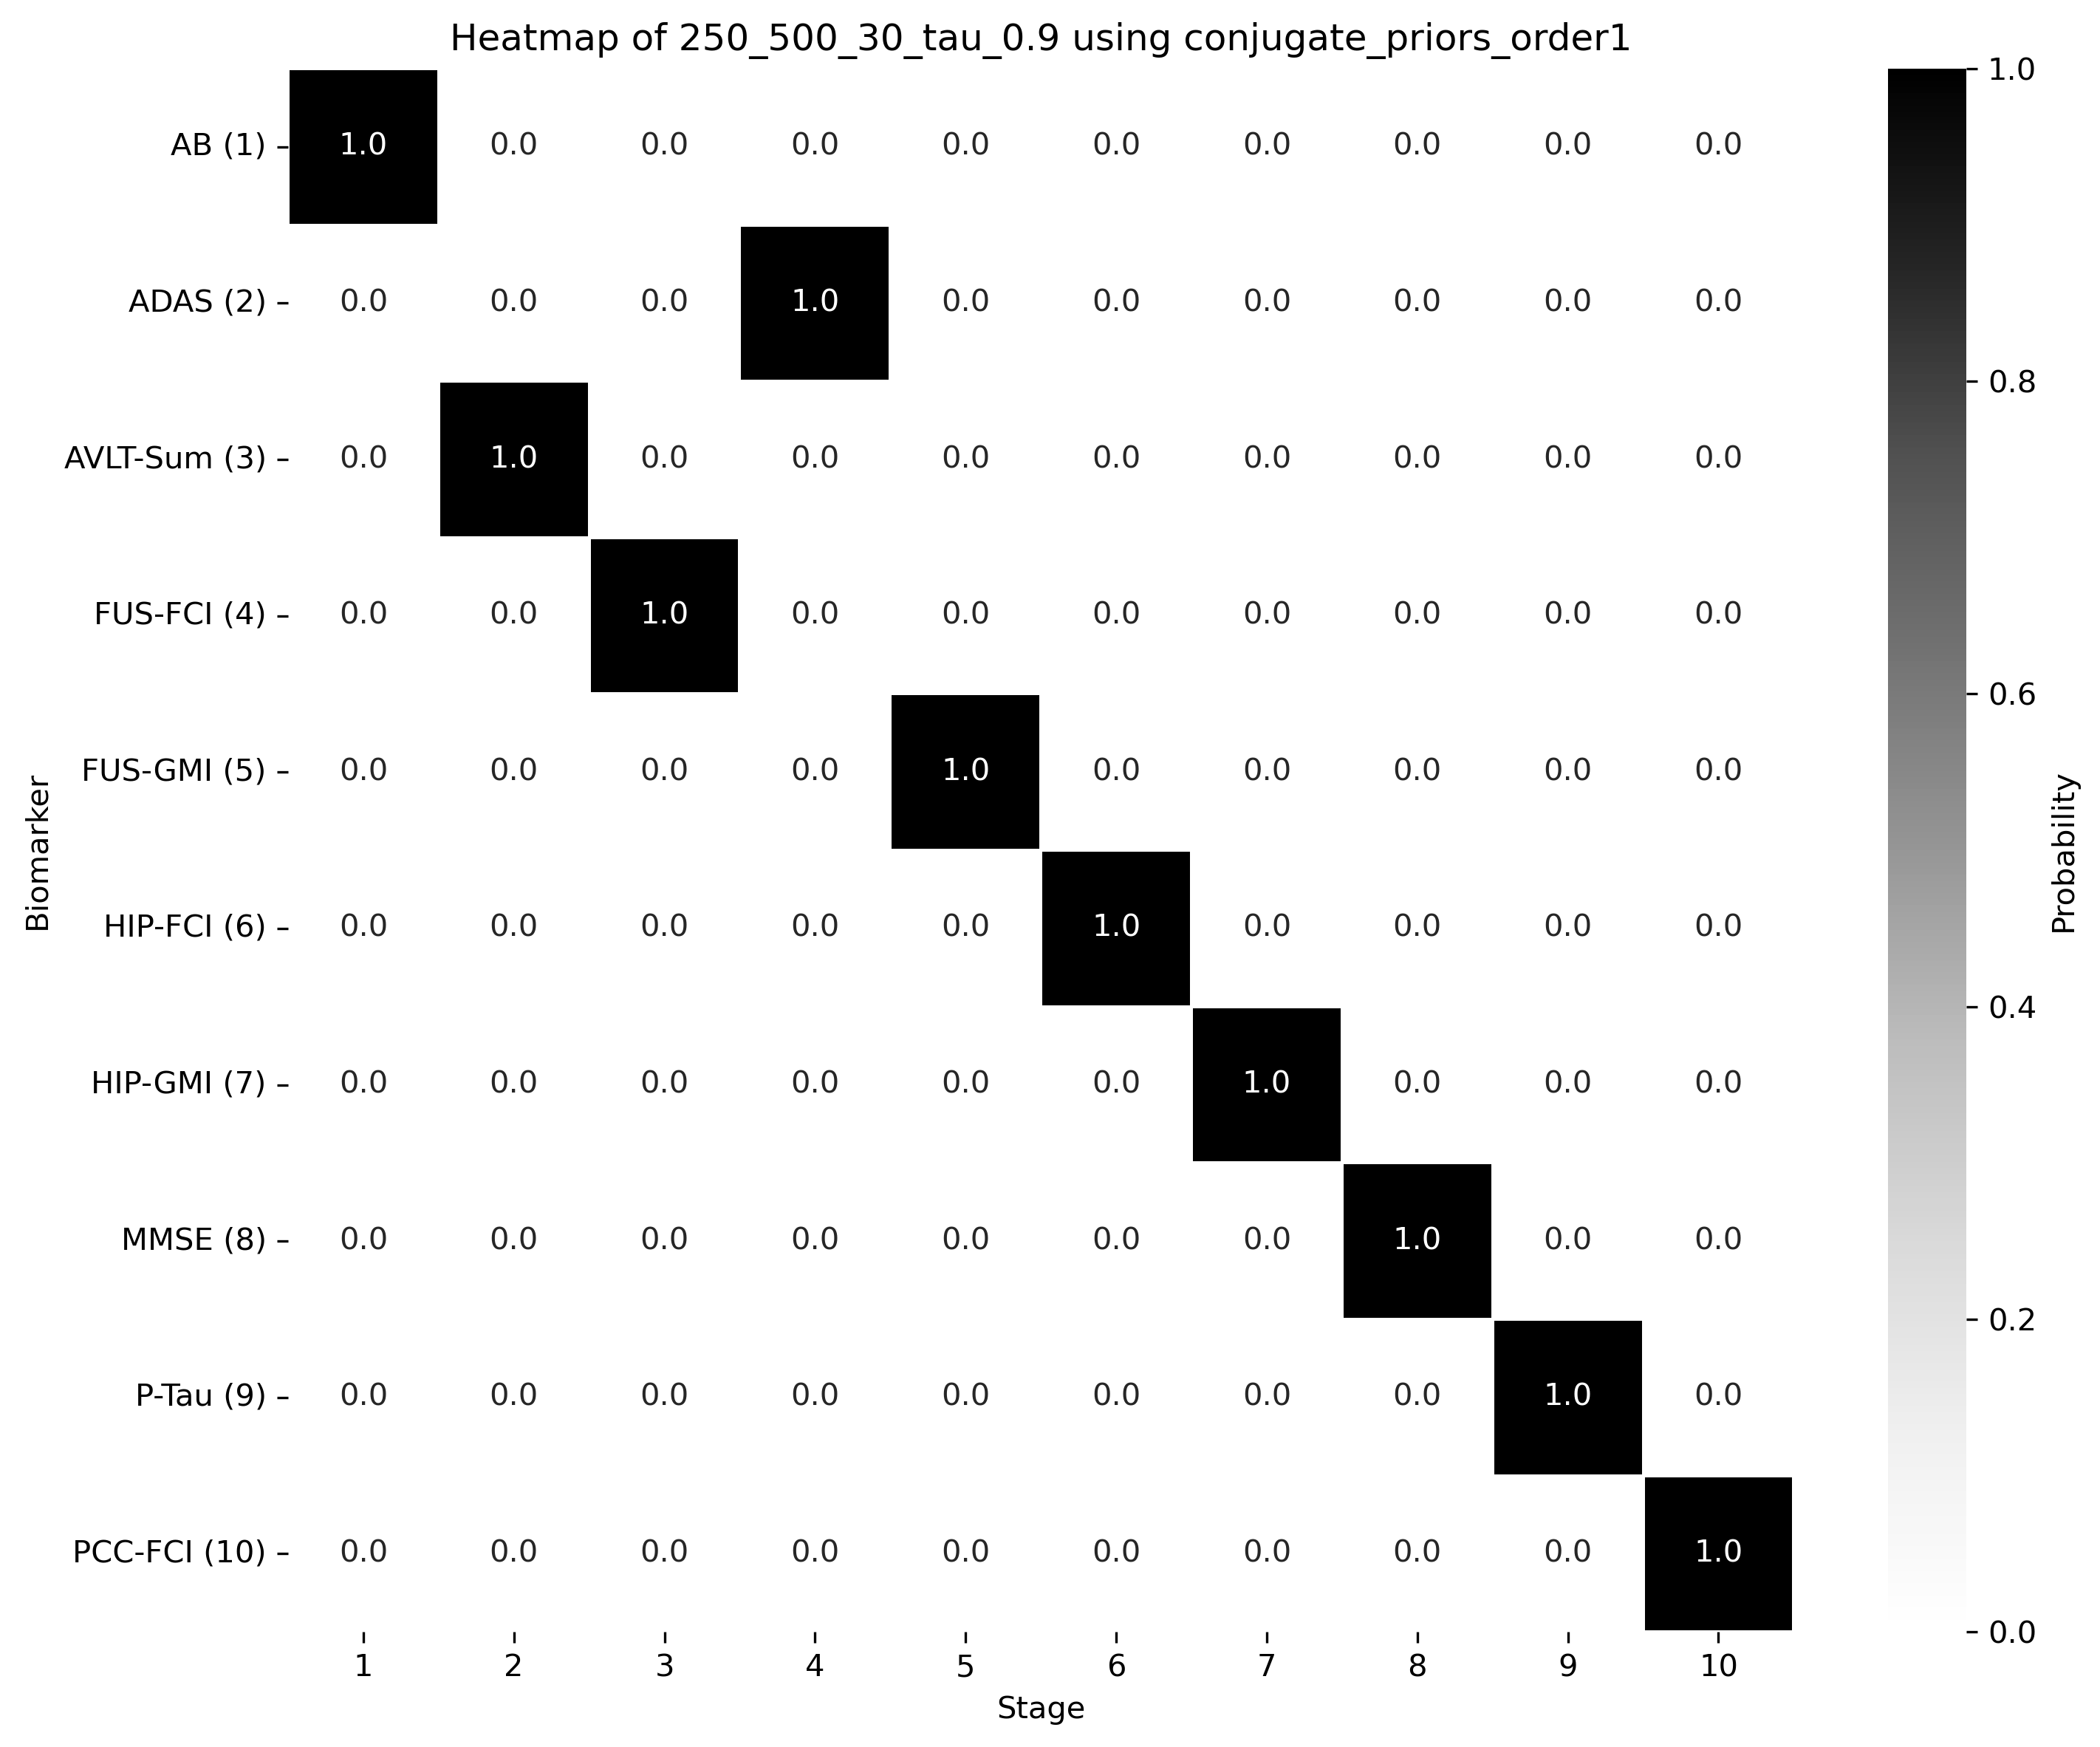 Heatmap of 250_500_30_tau_0.9 using conjugate_priors_order1
AB (1) 1.0 0.0 0.0 0.0 0.0 0.0 0.0 0.0 0.0 0.0
ADAS (2) 0.0 0.0 0.0 1.0 0.0 0.0 0.0 0.0 0.0 0.0
AVLT-Sum (3) 0.0 1.0 0.0 0.0 0.0 0.0 0.0 0.0 0.0 0.0
FUS-FCI (4) 0.0 0.0 1.0 0.0 0.0 0.0 0.0 0.0 0.0 0.0
FUS-GMI (5) 0.0 0.0 0.0 0.0 1.0 0.0 0.0 0.0 0.0 0.0
HIP-FCI (6) 0.0 0.0 0.0 0.0 0.0 1.0 0.0 0.0 0.0 0.0
HIP-GMI (7) 0.0 0.0 0.0 0.0 0.0 0.0 1.0 0.0 0.0 0.0
MMSE (8) 0.0 0.0 0.0 0.0 0.0 0.0 0.0 1.0 0.0 0.0
P-Tau (9) 0.0 0.0 0.0 0.0 0.0 0.0 0.0 0.0 1.0 0.0
PCC-FCI (10) 0.0 0.0 0.0 0.0 0.0 0.0 0.0 0.0 0.0 1.0
1 2 3 4 5 6 7 8 9 10
Stage
Biomarker
1.0
0.8
0.6
0.4
0.2
0.0
Probability